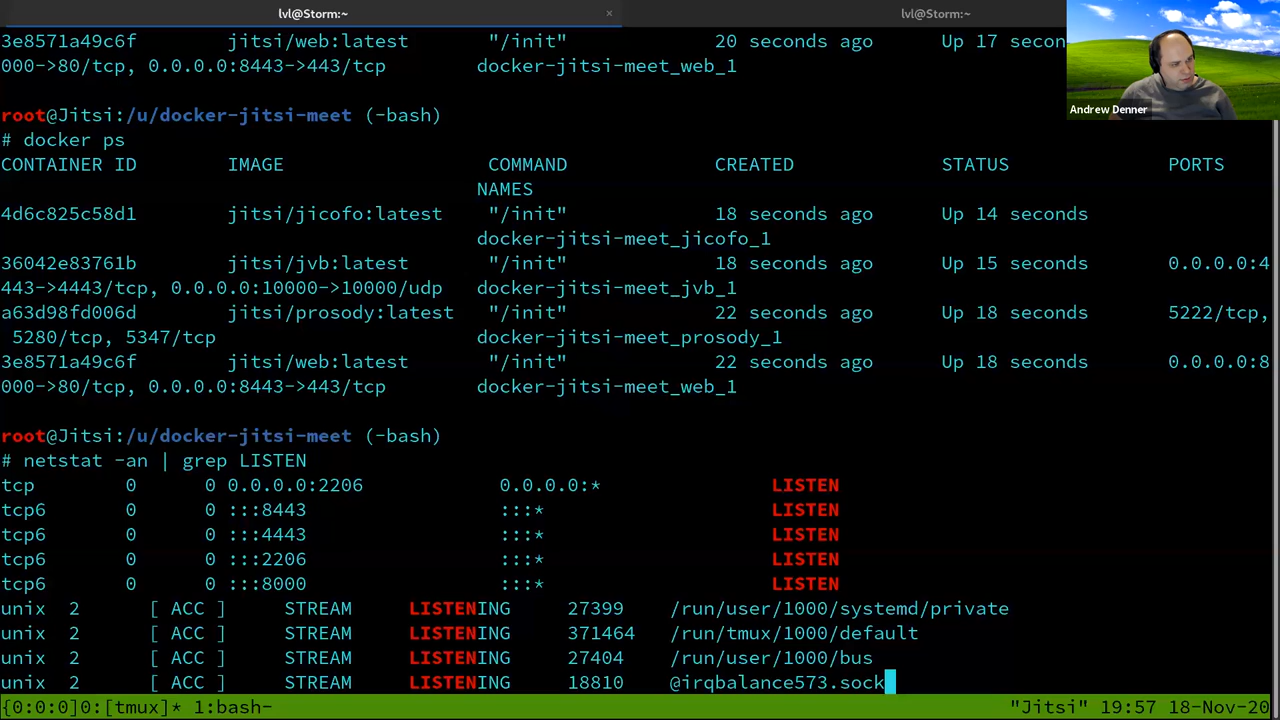 lvl@Storm:~ × lvl@Storm:~
3e8571a49c6f jitsi/web:latest "/init" 20 seconds ago Up 17 secon
000->80/tcp, 0.0.0.0:8443->443/tcp docker-jitsi-meet_web_1
Andrew Denner
root@Jitsi:/u/docker-jitsi-meet (-bash)
# docker ps
CONTAINER ID IMAGE COMMAND CREATED STATUS PORTS
NAMES
4d6c825c58d1 jitsi/jicofo:latest "/init" 18 seconds ago Up 14 seconds
docker-jitsi-meet_jicofo_1
36042e83761b jitsi/jvb:latest "/init" 18 seconds ago Up 15 seconds 0.0.0.0:4
443->4443/tcp, 0.0.0.0:10000->10000/udp docker-jitsi-meet_jvb_1
a63d98fd006d jitsi/prosody:latest "/init" 22 seconds ago Up 18 seconds 5222/tcp,
5280/tcp, 5347/tcp docker-jitsi-meet_prosody_1
3e8571a49c6f jitsi/web:latest "/init" 22 seconds ago Up 18 seconds 0.0.0.0:8
000->80/tcp, 0.0.0.0:8443->443/tcp docker-jitsi-meet_web_1
root@Jitsi:/u/docker-jitsi-meet (-bash)
# netstat -an | grep LISTEN
tcp 0 0 0.0.0.0:2206 0.0.0.0:* LISTEN
tcp6 0 0 :::8443 :::* LISTEN
tcp6 0 0 :::4443 :::* LISTEN
tcp6 0 0 :::2206 :::* LISTEN
tcp6 0 0 :::8000 :::* LISTEN
unix 2 [ ACC ] STREAM LISTENING 27399 /run/user/1000/systemd/private
unix 2 [ ACC ] STREAM LISTENING 371464 /run/tmux/1000/default
unix 2 [ ACC ] STREAM LISTENING 27404 /run/user/1000/bus
unix 2 [ ACC ] STREAM LISTENING 18810 @irqbalance573.sock
{0:0:0}0:[tmux]* 1:bash- "Jitsi" 19:57 18-Nov-20